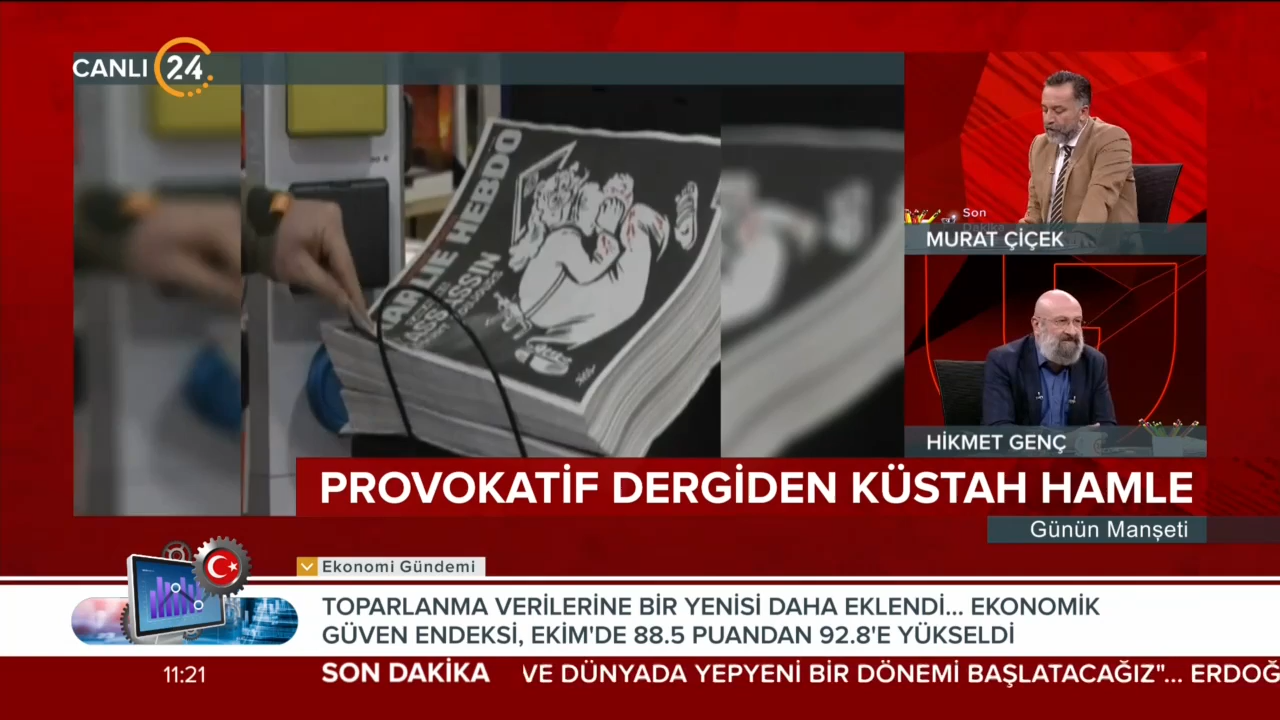 CANLI 24
CHARLIE HEBDO
Son
Dakika
MURAT ÇİÇEK
HİKMET GENÇ
PROVOKATİF DERGİDEN KÜSTAH HAMLE
Günün Manşeti
Ekonomi Gündemi
TOPARLANMA VERİLERİNE BİR YENİSİ DAHA EKLENDİ... EKONOMİK
GÜVEN ENDEKSİ, EKİM'DE 88.5 PUANDAN 92.8'E YÜKSELDİ
11:21
SON DAKİKA
VE DÜNYADA YEPYENİ BİR DÖNEMİ BAŞLATACAĞIZ"... ERDOĞ